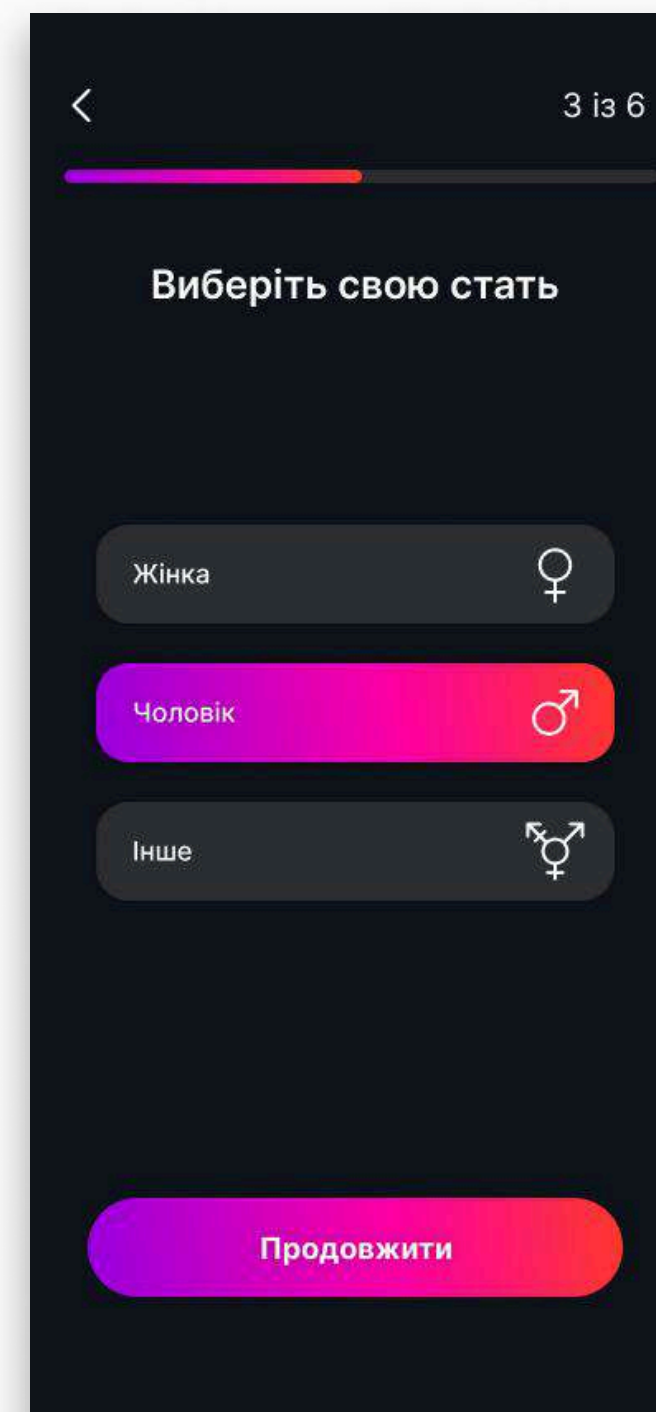 3 із 6
Виберіть свою стать
Жінка
Чоловік
Інше
Продовжити